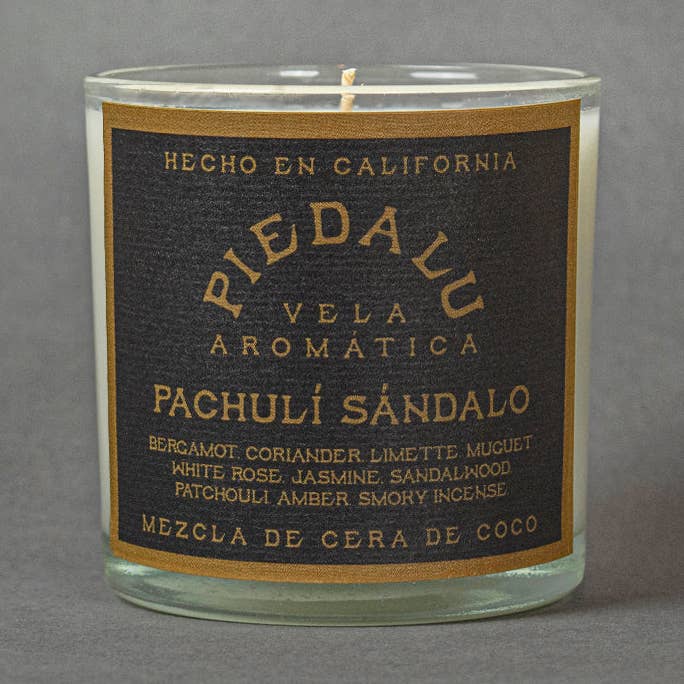 HECHO EN CALIFORNIA
PIEDALU
VELA
AROMÁTICA
PACHULÍ SÁNDALO
BERGAMOT, CORIANDER, LIMETTE, MUGUET
WHITE ROSE, JASMINE, SANDALWOOD
PATCHOULI, AMBER, SMOKY INCENSE
MEZCLA DE CERA DE COCO